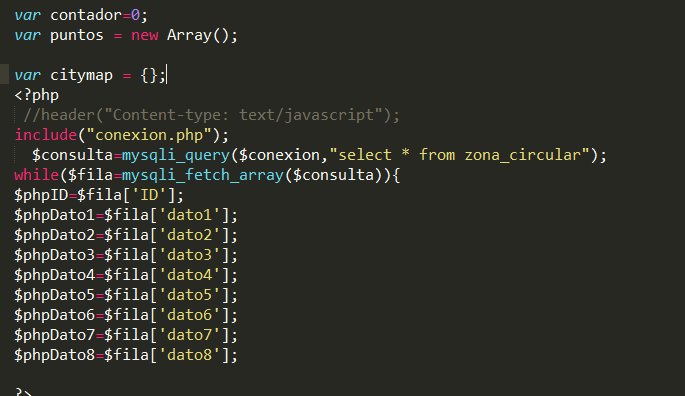 var contador=0;
var puntos = new Array();
var citymap = {};
<?php
//header("Content-type: text/javascript");
include("conexion.php");
$consulta=mysqli_query($conexion,"select * from zona_circular");
while($fila=mysqli_fetch_array($consulta)){
$phpID=$fila['ID'];
$phpDato1=$fila['dato1'];
$phpDato2=$fila['dato2'];
$phpDato3=$fila['dato3'];
$phpDato4=$fila['dato4'];
$phpDato5=$fila['dato5'];
$phpDato6=$fila['dato6'];
$phpDato7=$fila['dato7'];
$phpDato8=$fila['dato8'];
?>